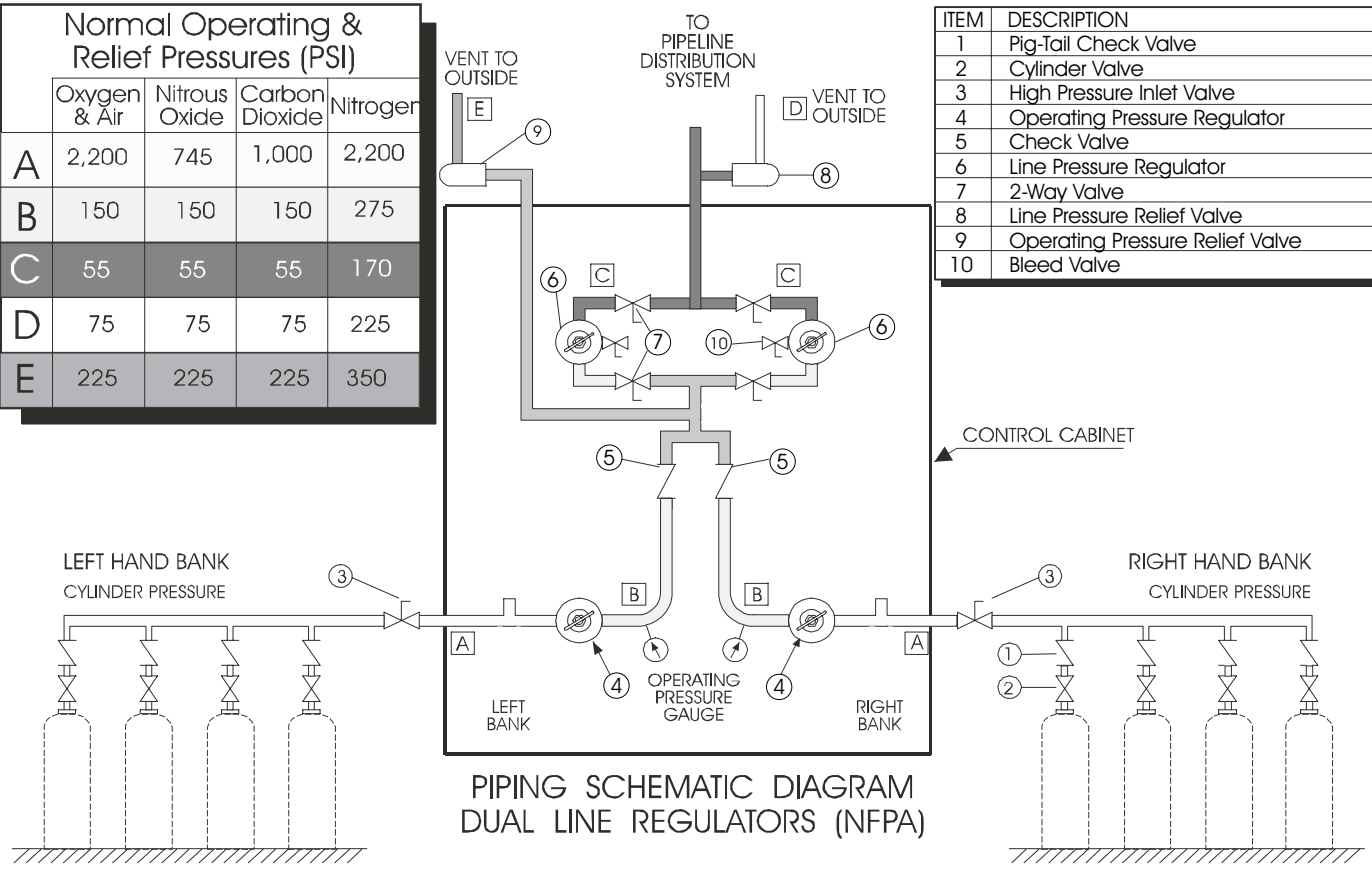 Normal Operating &
Relief Pressures (PSI)
Oxygen & Air Nitrous Oxide Carbon Dioxide Nitrogen
A 2,200 745 1,000 2,200
B 150 150 150 275
C 55 55 55 170
D 75 75 75 225
E 225 225 225 350
VENT TO
OUTSIDE
E
9
TO
PIPELINE
DISTRIBUTION
SYSTEM
D VENT TO
OUTSIDE
8
ITEM DESCRIPTION
1 Pig-Tail Check Valve
2 Cylinder Valve
3 High Pressure Inlet Valve
4 Operating Pressure Regulator
5 Check Valve
6 Line Pressure Regulator
7 2-Way Valve
8 Line Pressure Relief Valve
9 Operating Pressure Relief Valve
10 Bleed Valve
6 C C
7 10 6
CONTROL CABINET
5 5
LEFT HAND BANK
CYLINDER PRESSURE
3
RIGHT HAND BANK
CYLINDER PRESSURE
3
B B
A A
1
2
4 4
OPERATING
PRESSURE
GAUGE
LEFT
BANK
RIGHT
BANK
PIPING SCHEMATIC DIAGRAM
DUAL LINE REGULATORS (NFPA)